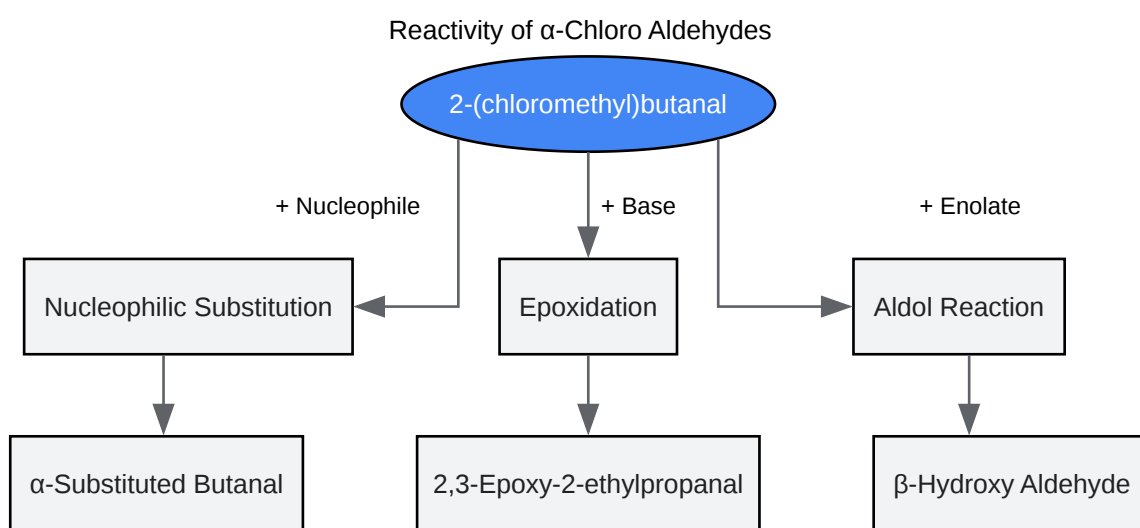 Reactivity of α-Chloro Aldehydes
2-(chloromethyl)butanal
+ Nucleophile
+ Base
+ Enolate
Nucleophilic Substitution
Epoxidation
Aldol Reaction
α-Substituted Butanal
2,3-Epoxy-2-ethylpropanal
β-Hydroxy Aldehyde